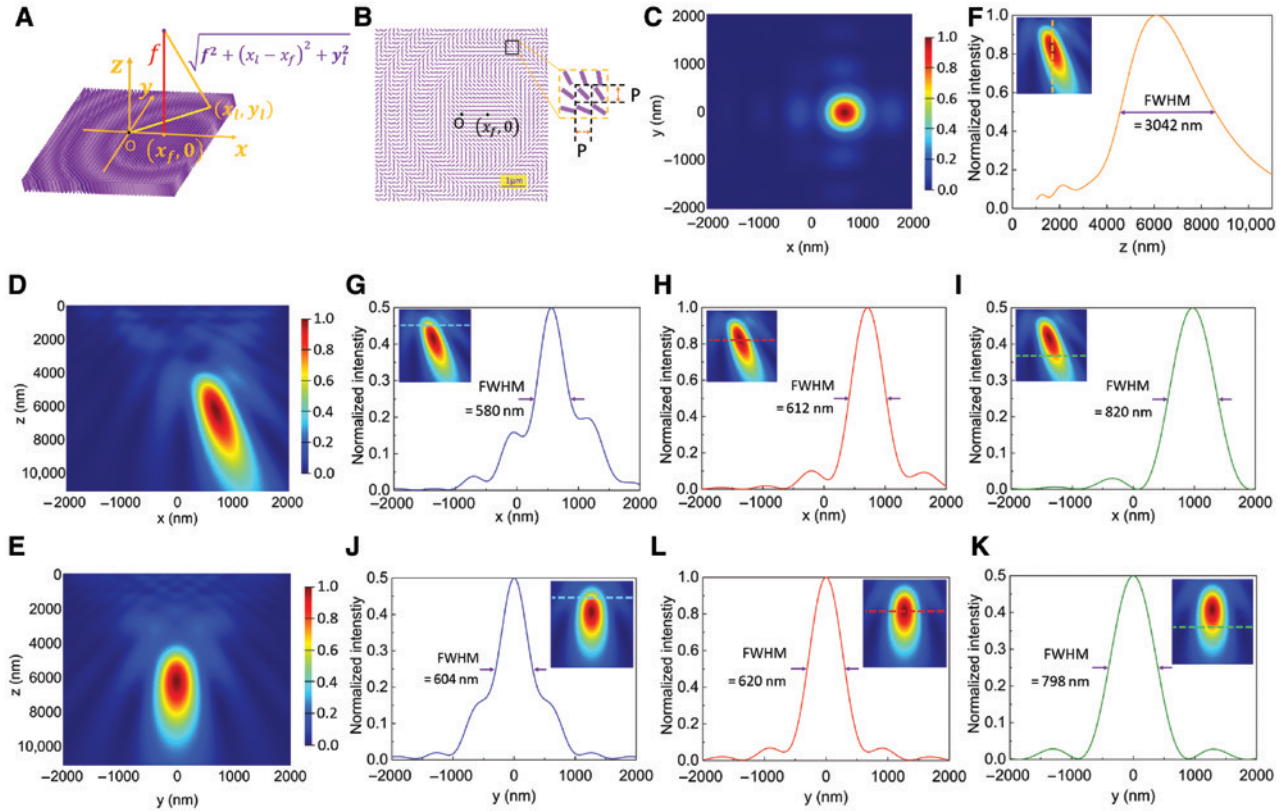 A
z
y
x
f
√f² + (x_l − x_f)² + y_l²
(x_l, y_l)
O
(x_f, 0)
B
O
(x_f, 0)
P
P
1μm
C
2000
1000
0
−1000
−2000
y (nm)
−2000 −1000 0 1000 2000
x (nm)
1.0
0.8
0.6
0.4
0.2
0.0
F
1.0
0.8
0.6
0.4
0.2
0.0
Normalized intenstiy
FWHM
= 3042 nm
0 2000 4000 6000 8000 10,000
z (nm)
D
0
2000
4000
6000
8000
10,000
z (nm)
−2000 −1000 0 1000 2000
x (nm)
1.0
0.8
0.6
0.4
0.2
0.0
G
0.5
0.4
0.3
0.2
0.1
0.0
Normalized intenstiy
FWHM
= 580 nm
−2000 −1000 0 1000 2000
x (nm)
H
1.0
0.8
0.6
0.4
0.2
0.0
Normalized intenstiy
FWHM
= 612 nm
−2000 −1000 0 1000 2000
x (nm)
I
0.5
0.4
0.3
0.2
0.1
0.0
Normalized intenstiy
FWHM
= 820 nm
−2000 −1000 0 1000 2000
x (nm)
E
0
2000
4000
6000
8000
10,000
z (nm)
−2000 −1000 0 1000 2000
y (nm)
1.0
0.8
0.6
0.4
0.2
0.0
J
0.5
0.4
0.3
0.2
0.1
0.0
Normalized intenstiy
FWHM
= 604 nm
−2000 −1000 0 1000 2000
y (nm)
L
1.0
0.8
0.6
0.4
0.2
0.0
Normalized intenstiy
FWHM
= 620 nm
−2000 −1000 0 1000 2000
y (nm)
K
0.5
0.4
0.3
0.2
0.1
0.0
Normalized intenstiy
FWHM
= 798 nm
−2000 −1000 0 1000 2000
y (nm)